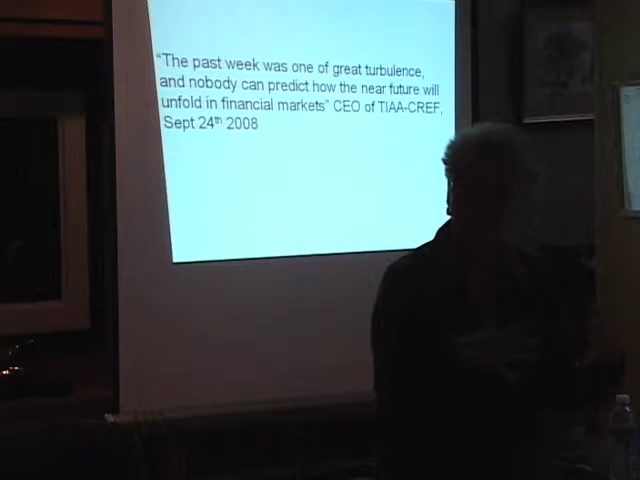 “The past week was one of great turbulence,
and nobody can predict how the near future will
unfold in financial markets” CEO of TIAA-CREF,
Sept 24th 2008